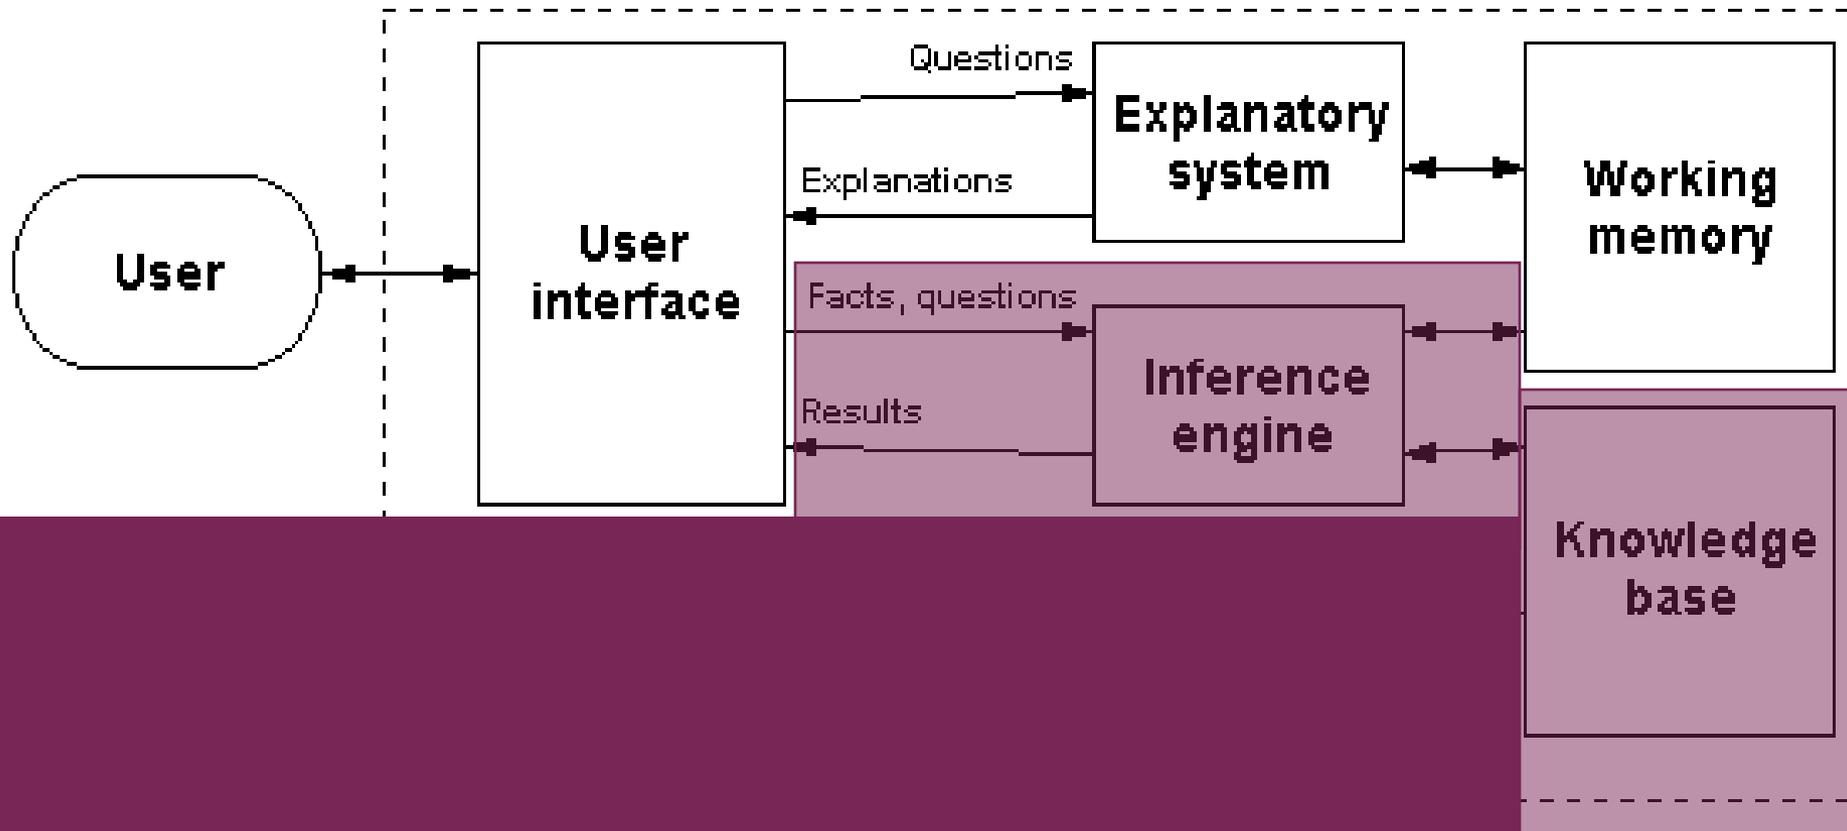 Questions
Explanatory
system
Explanations
Working
memory
User
User
interface
Facts, questions
Inference
engine
Results
Knowledge
base